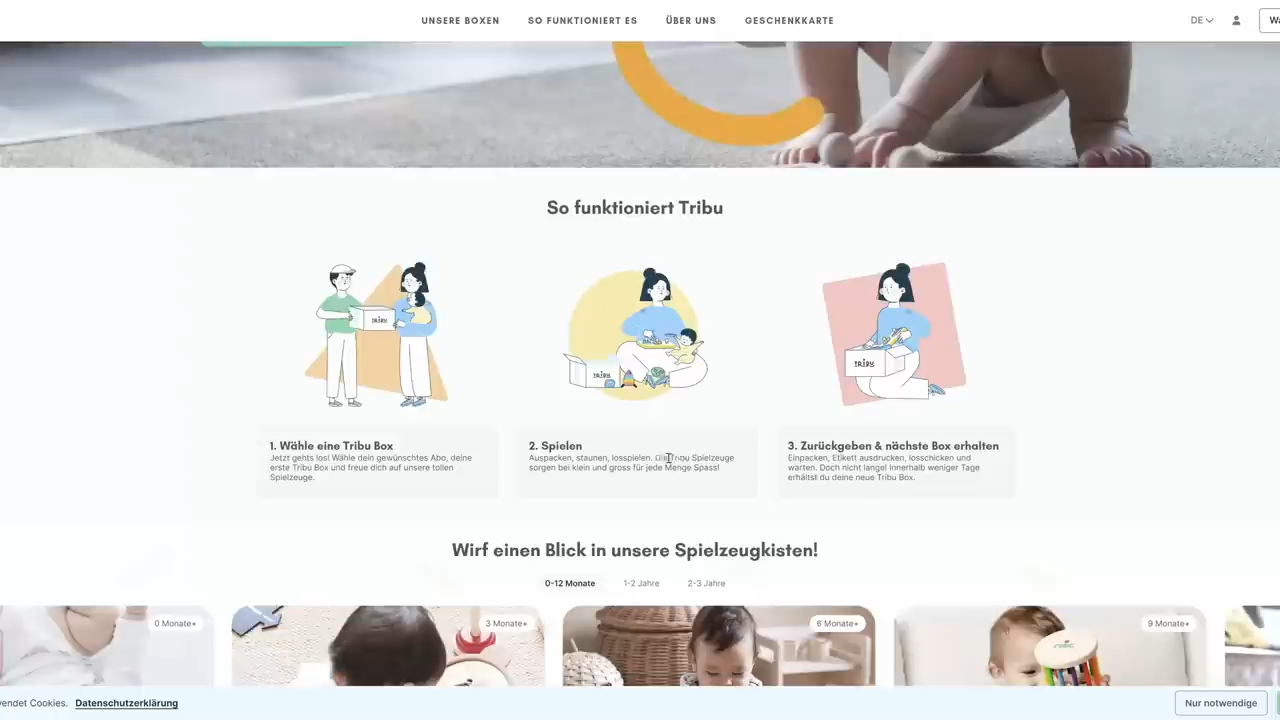 UNSERE BOXEN SO FUNKTIONIERT ES ÜBER UNS GESCHENKKARTE
DE
So funktioniert Tribu
TRIBU
TRIBU
TRIBU
1. Wähle eine Tribu Box
Jetzt gehts los! Wähle dein gewünschtes Abo, deine
erste Tribu Box und freue dich auf unsere tollen
Spielzeuge.
2. Spielen
Auspacken, staunen, losspielen. Tribu Spielzeuge
sorgen bei klein und gross für jede Menge Spass!
3. Zurückgeben & nächste Box erhalten
Einpacken, Etikett ausdrucken, losschicken und
warten. Doch nicht lange! Innerhalb weniger Tage
erhältst du deine neue Tribu Box.
Wirf einen Blick in unsere Spielzeugkisten!
0-12 Monate 1-2 Jahre 2-3 Jahre
0 Monate+ 3 Monate+ 6 Monate+ 9 Monate+
Cookies. Datenschutzerklärung
Nur notwendige